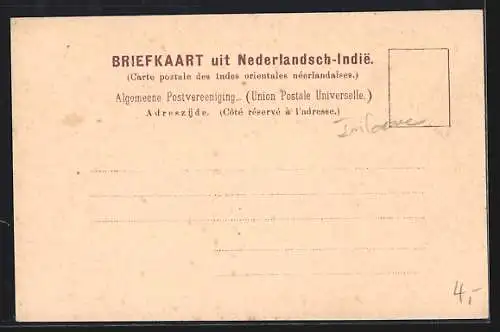 BRIEFKAART uit Nederlandsch-Indië.
(Carte postale des Indes orientales néerlandaises.)
Algemeene Postvereeniging. (Union Postale Universelle.)
Adreszijde. (Côté réservé à l'adresse.)
4,-